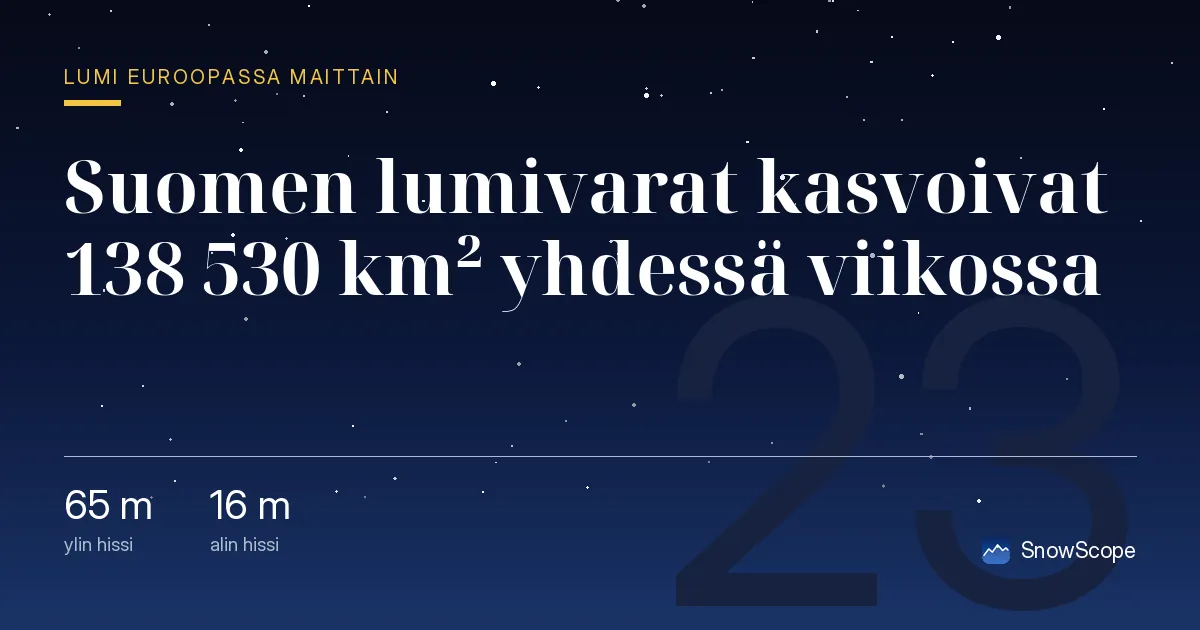 LUMI EUROOPASSA MAITTAIN
Suomen lumivarat kasvoivat
138 530 km² yhdessä viikossa
23
65 m 16 m
ylin hissi alin hissi
SnowScope